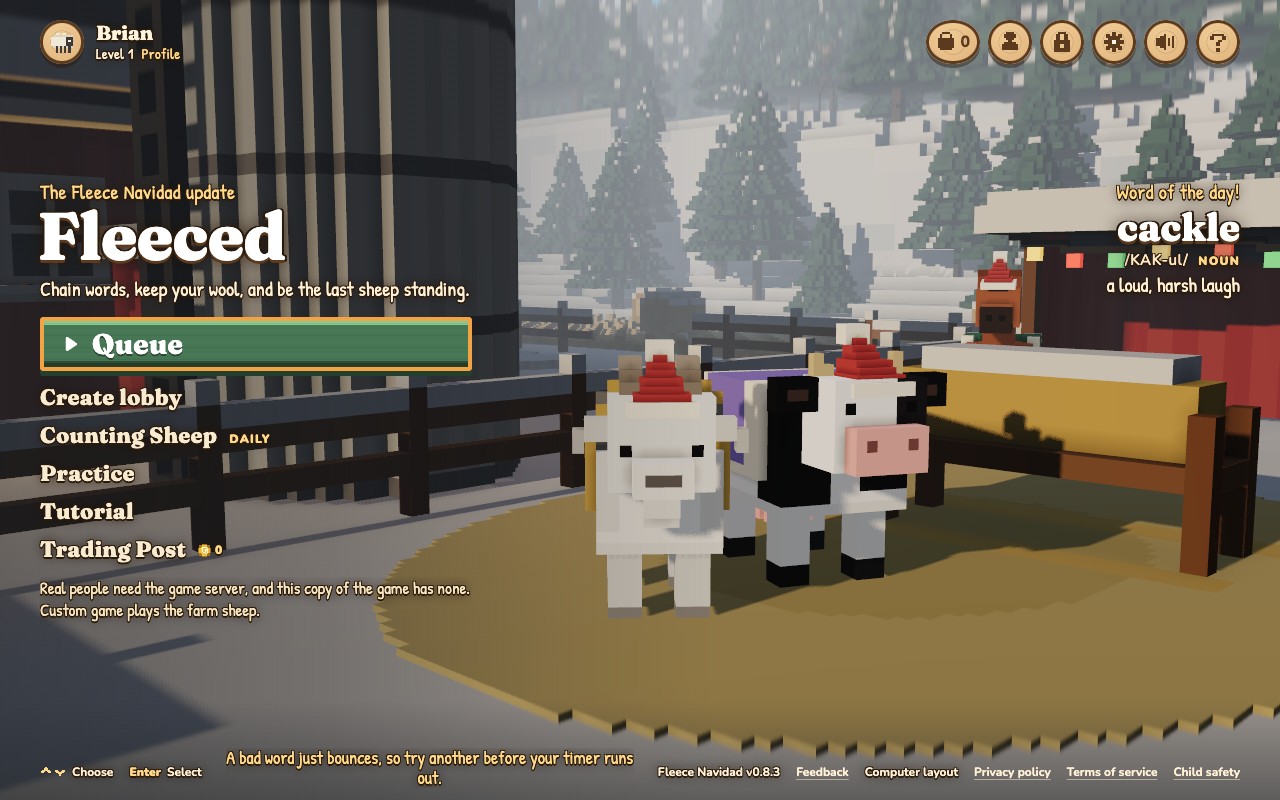 Brian
Level 1 Profile
0
The Fleece Navidad update
Fleeced
Chain words, keep your wool, and be the last sheep standing.
Queue
Create lobby
Counting Sheep DAILY
Practice
Tutorial
Trading Post 0
Real people need the game server, and this copy of the game has none.
Custom game plays the farm sheep.
Word of the day!
cackle
/KAK-ul/ NOUN
a loud, harsh laugh
Choose Enter Select
A bad word just bounces, so try another before your timer runs
out.
Fleece Navidad v0.8.3 Feedback Computer layout Privacy policy Terms of service Child safety